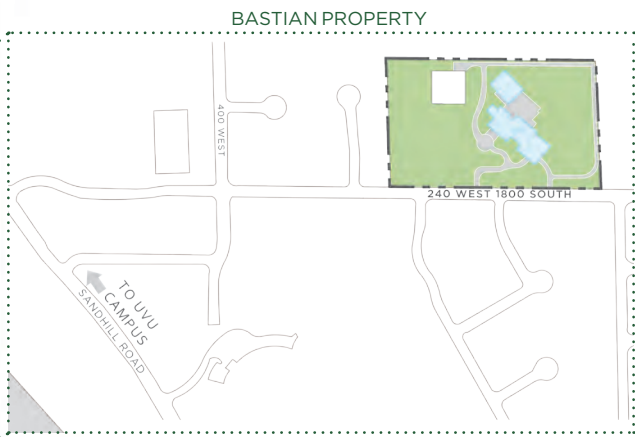 BASTIAN PROPERTY
400 WEST
240 WEST 1800 SOUTH
TO UVU
CAMPUS
SANDHILL ROAD